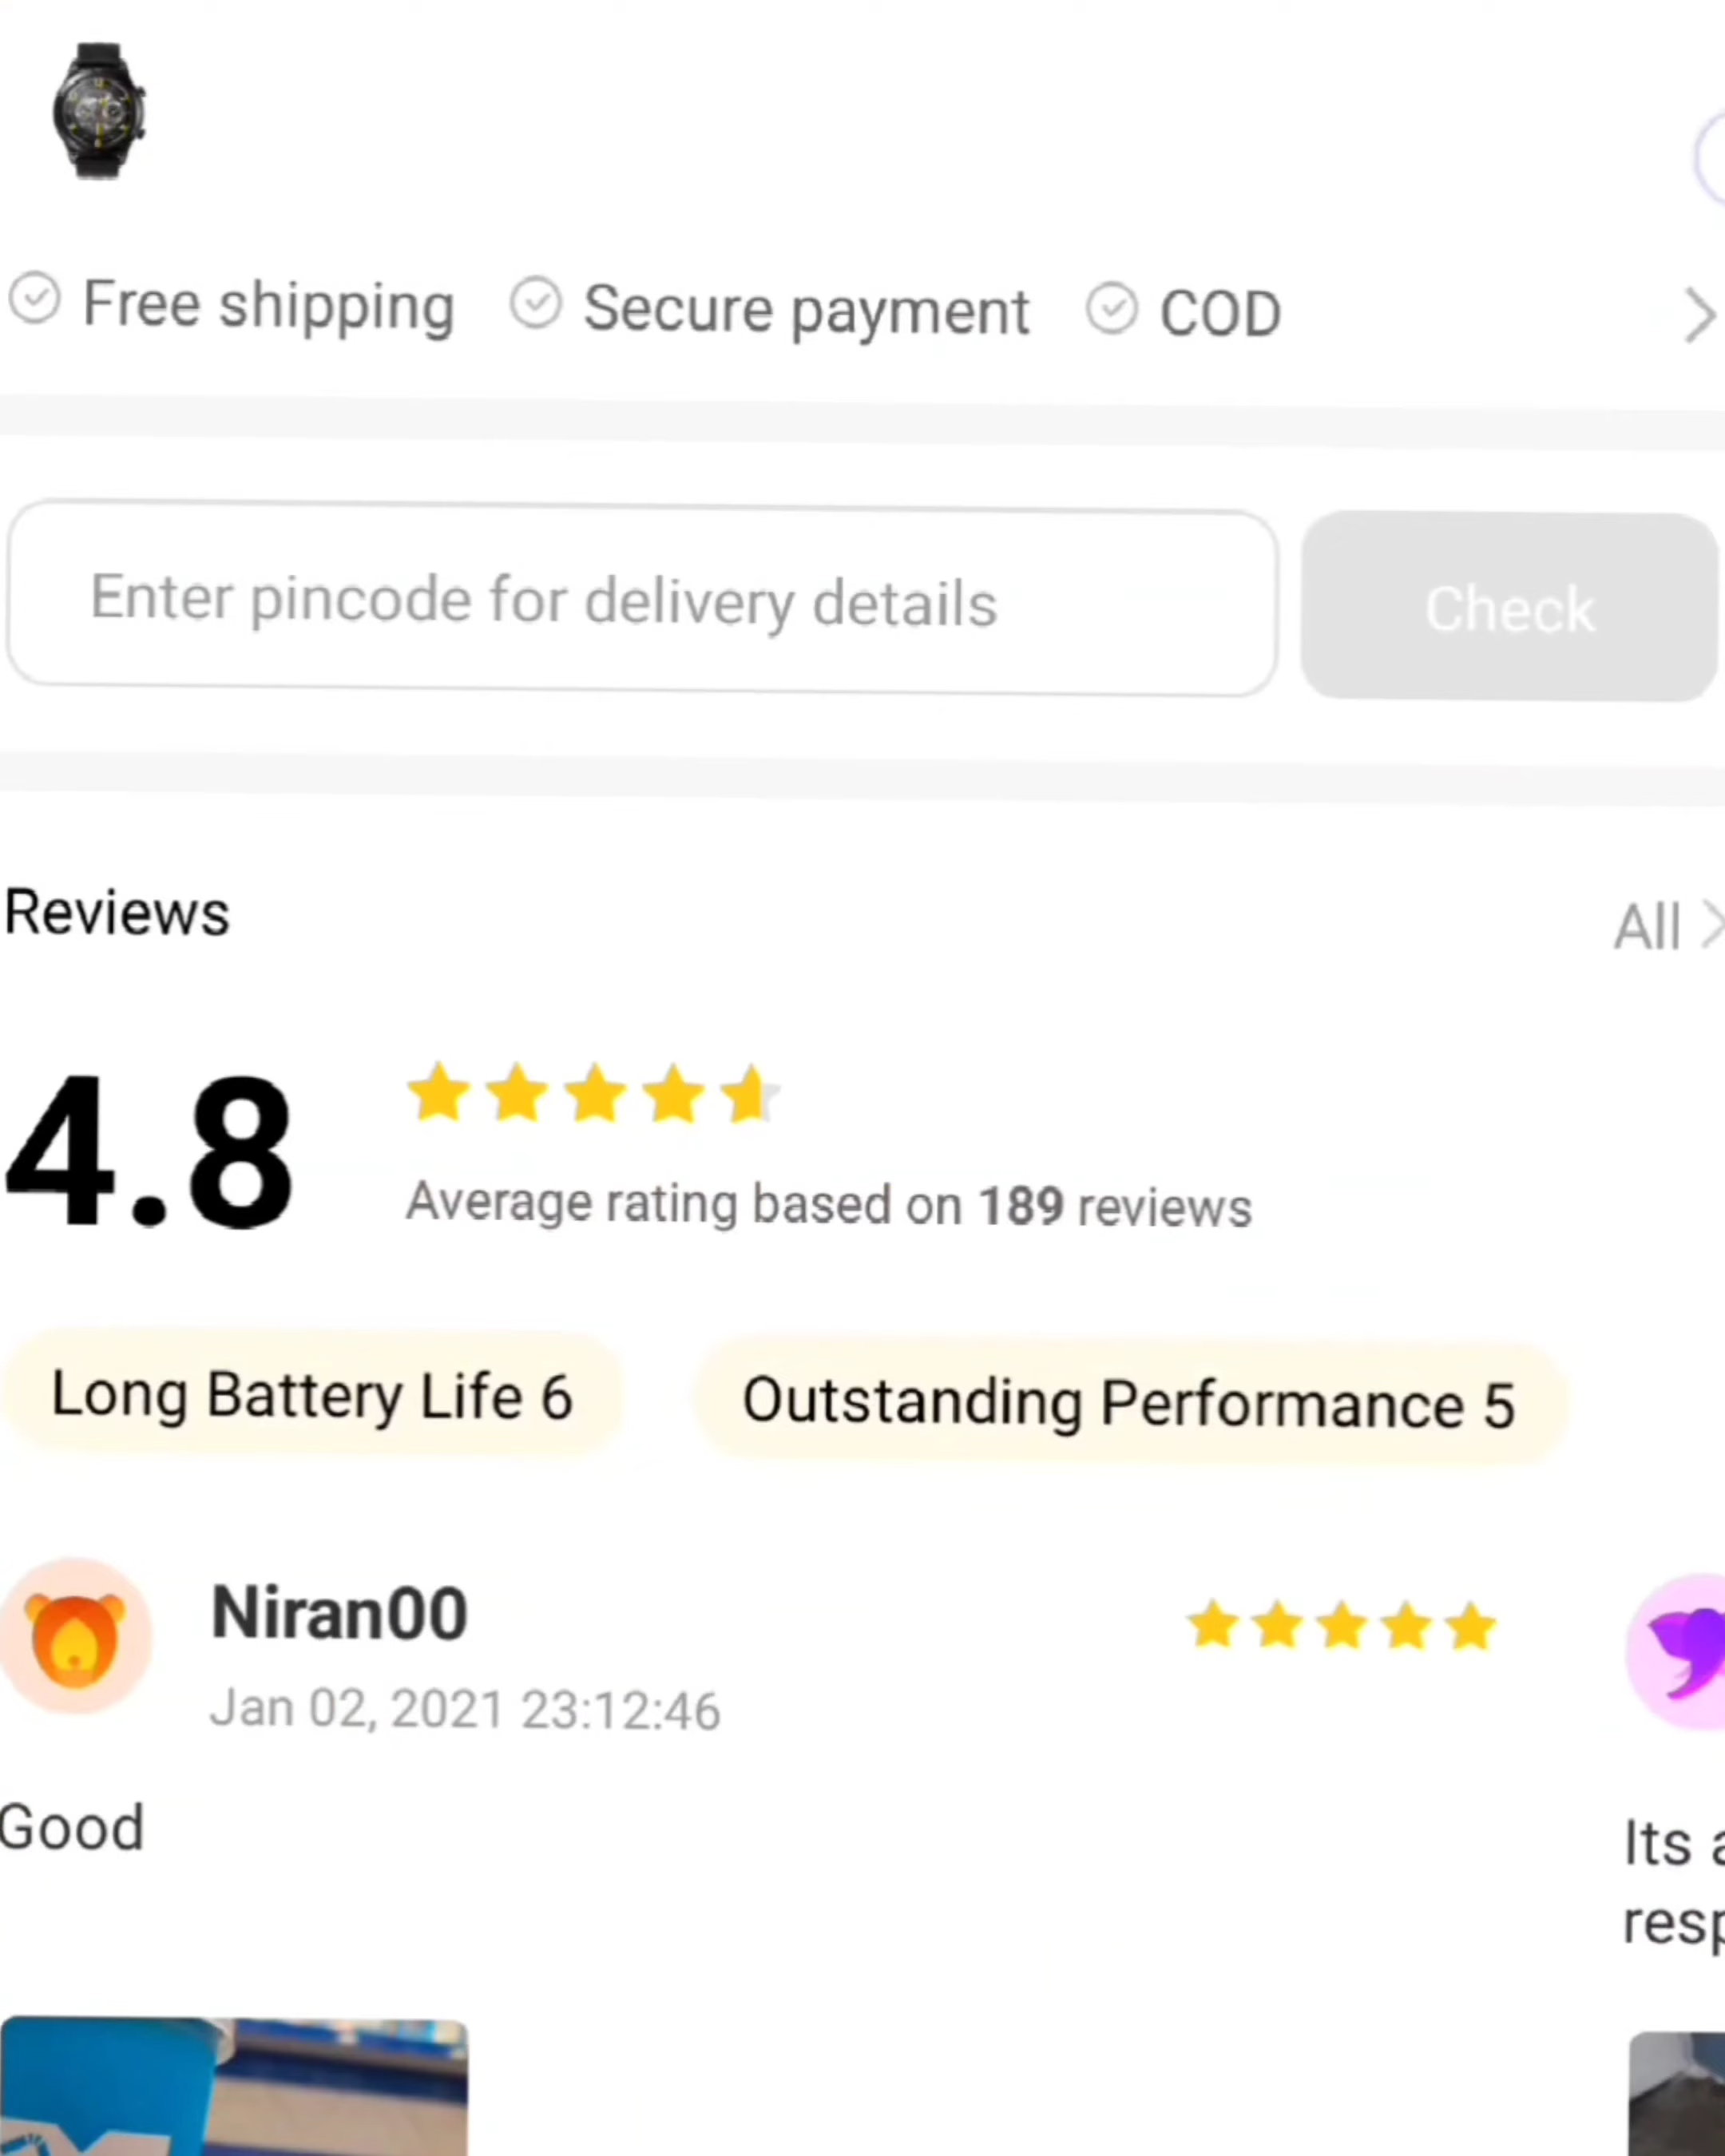 Free shipping Secure payment COD
Enter pincode for delivery details Check
Reviews All
4.8
Average rating based on 189 reviews
Long Battery Life 6 Outstanding Performance 5
Niran00
Jan 02, 2021 23:12:46
Good
Its